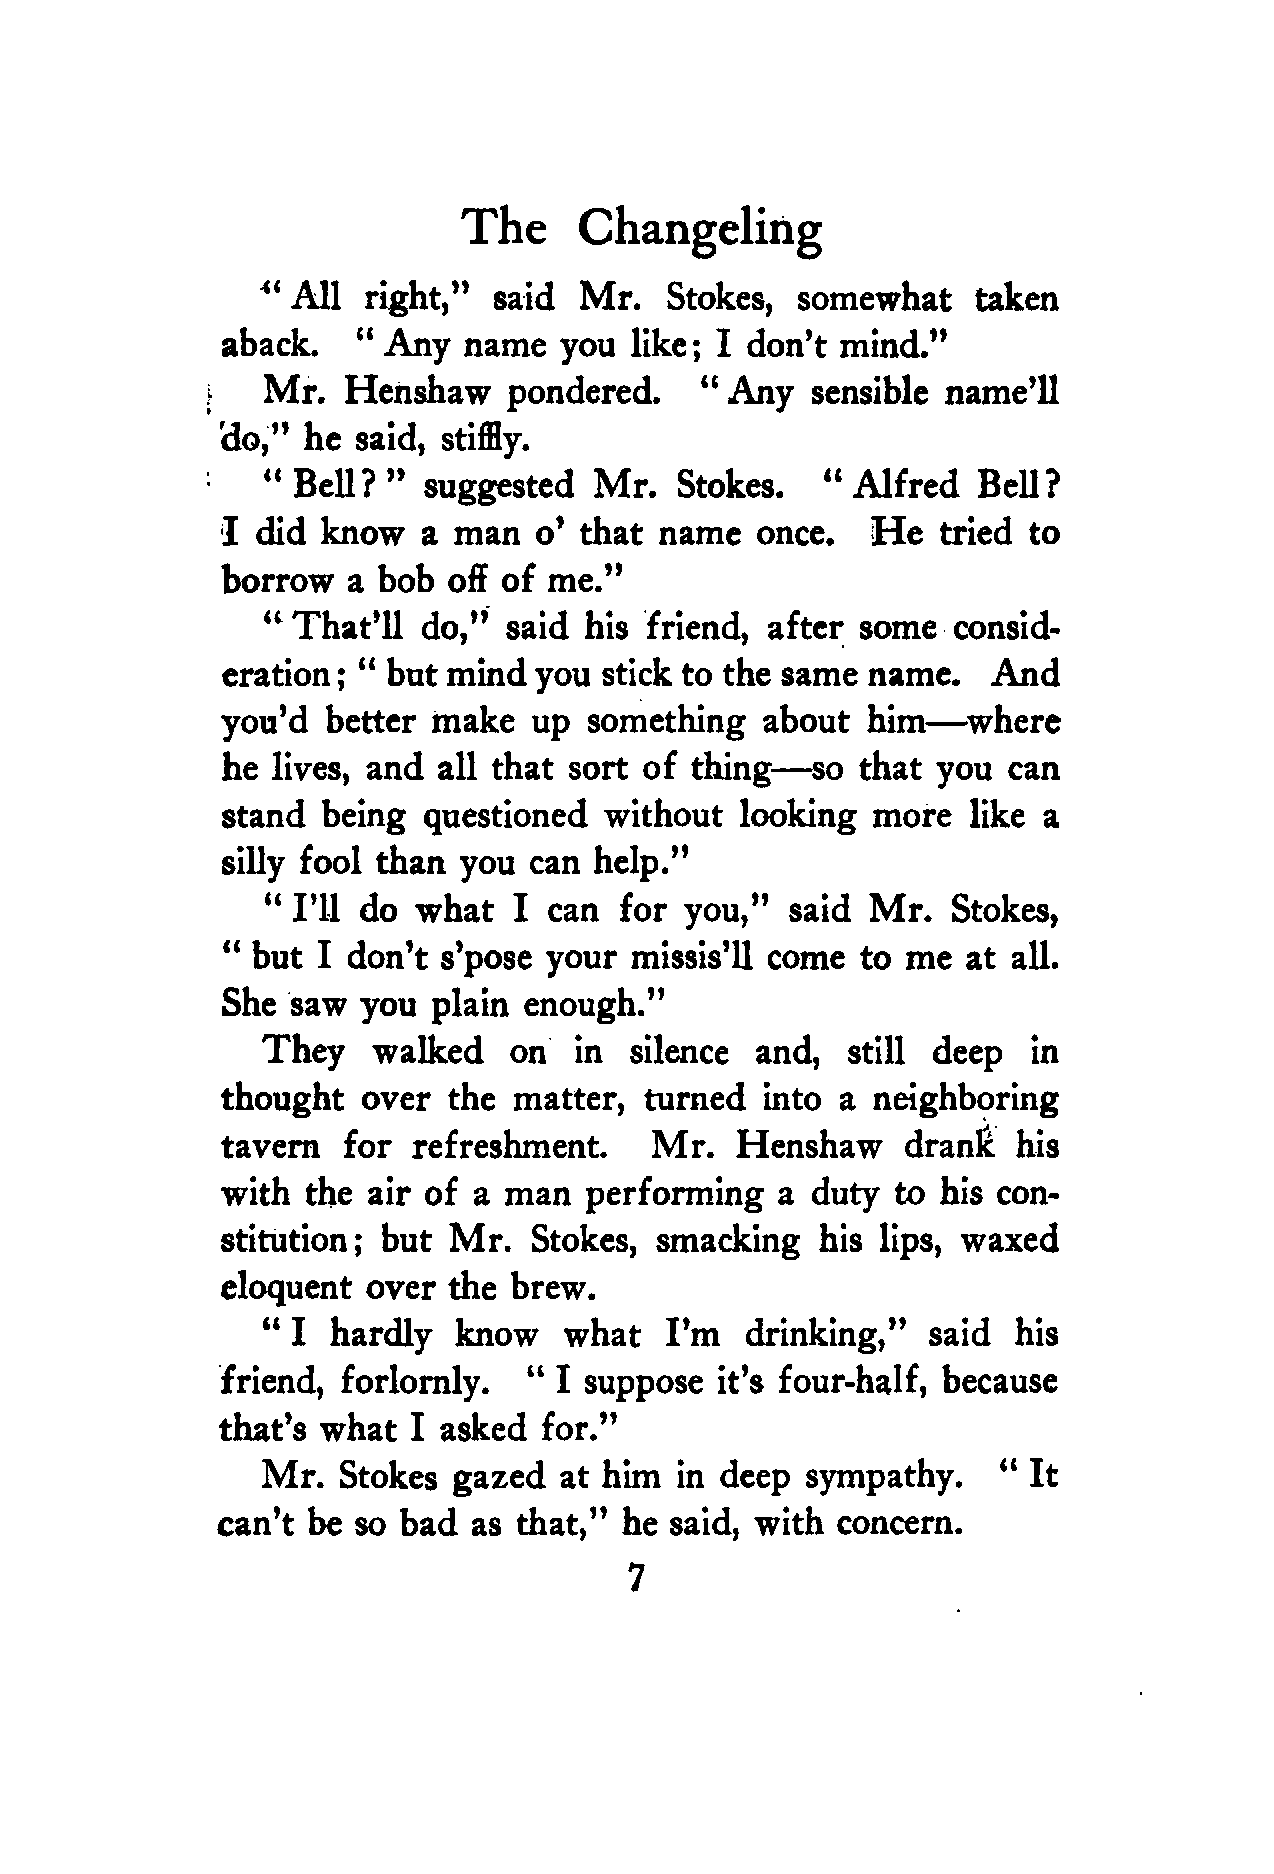 The Changeling
“ All right,” said Mr. Stokes, somewhat taken
aback. “ Any name you like; I don’t mind.”
Mr. Henshaw pondered. “ Any sensible name’ll
do,” he said, stiffly.
“ Bell? ” suggested Mr. Stokes. “ Alfred Bell?
I did know a man o’ that name once. He tried to
borrow a bob off of me.”
“ That’ll do,” said his friend, after some consid-
eration; “ but mind you stick to the same name. And
you’d better make up something about him—where
he lives, and all that sort of thing—so that you can
stand being questioned without looking more like a
silly fool than you can help.”
“ I’ll do what I can for you,” said Mr. Stokes,
“ but I don’t s’pose your missis’ll come to me at all.
She saw you plain enough.”
They walked on in silence and, still deep in
thought over the matter, turned into a neighboring
tavern for refreshment. Mr. Henshaw drank his
with the air of a man performing a duty to his con-
stitution; but Mr. Stokes, smacking his lips, waxed
eloquent over the brew.
“ I hardly know what I’m drinking,” said his
friend, forlornly. “ I suppose it’s four-half, because
that’s what I asked for.”
Mr. Stokes gazed at him in deep sympathy. “ It
can’t be so bad as that,” he said, with concern.
7